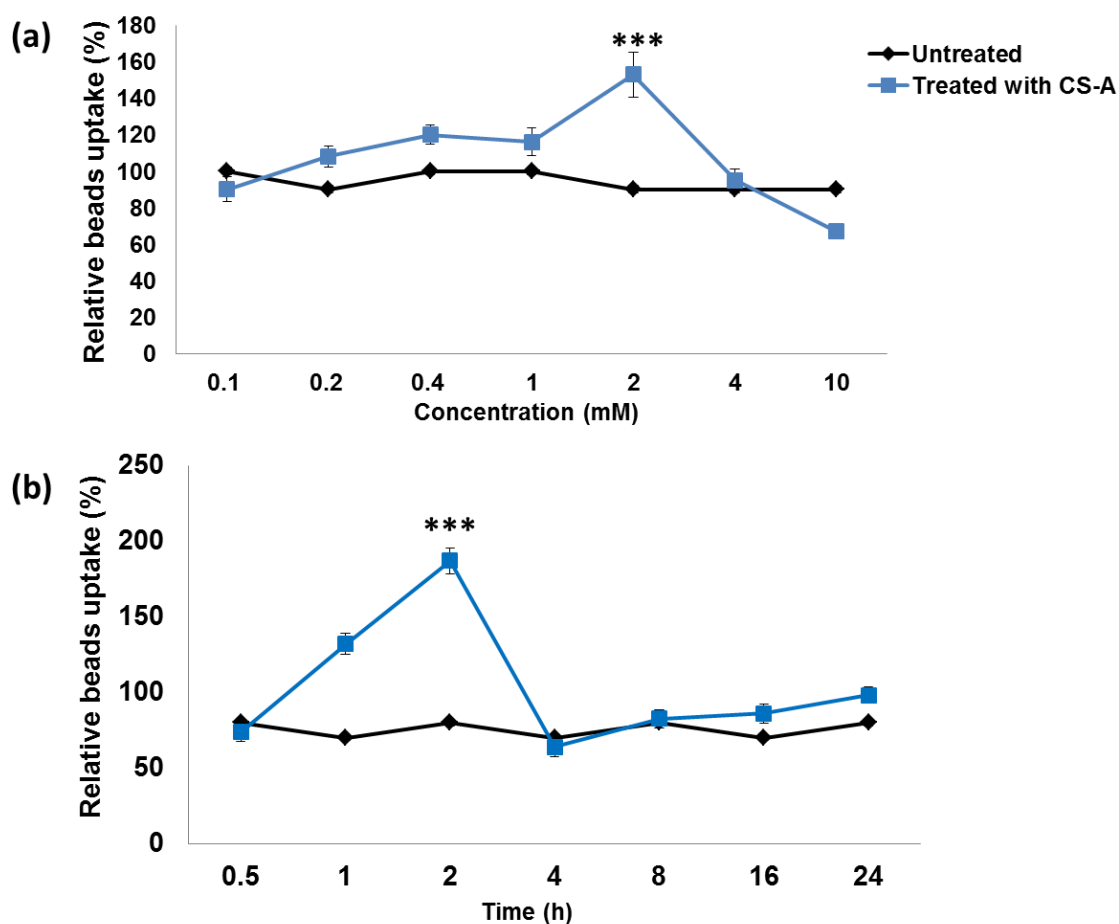 (a)
Relative beads uptake (%)
180
160
140
120
100
80
60
40
20
0
***
Untreated
Treated with CS-A
0.1 0.2 0.4 1 2 4 10
Concentration (mM)
(b)
Relative beads uptake (%)
250
200
150
100
50
0
***
0.5 1 2 4 8 16 24
Time (h)